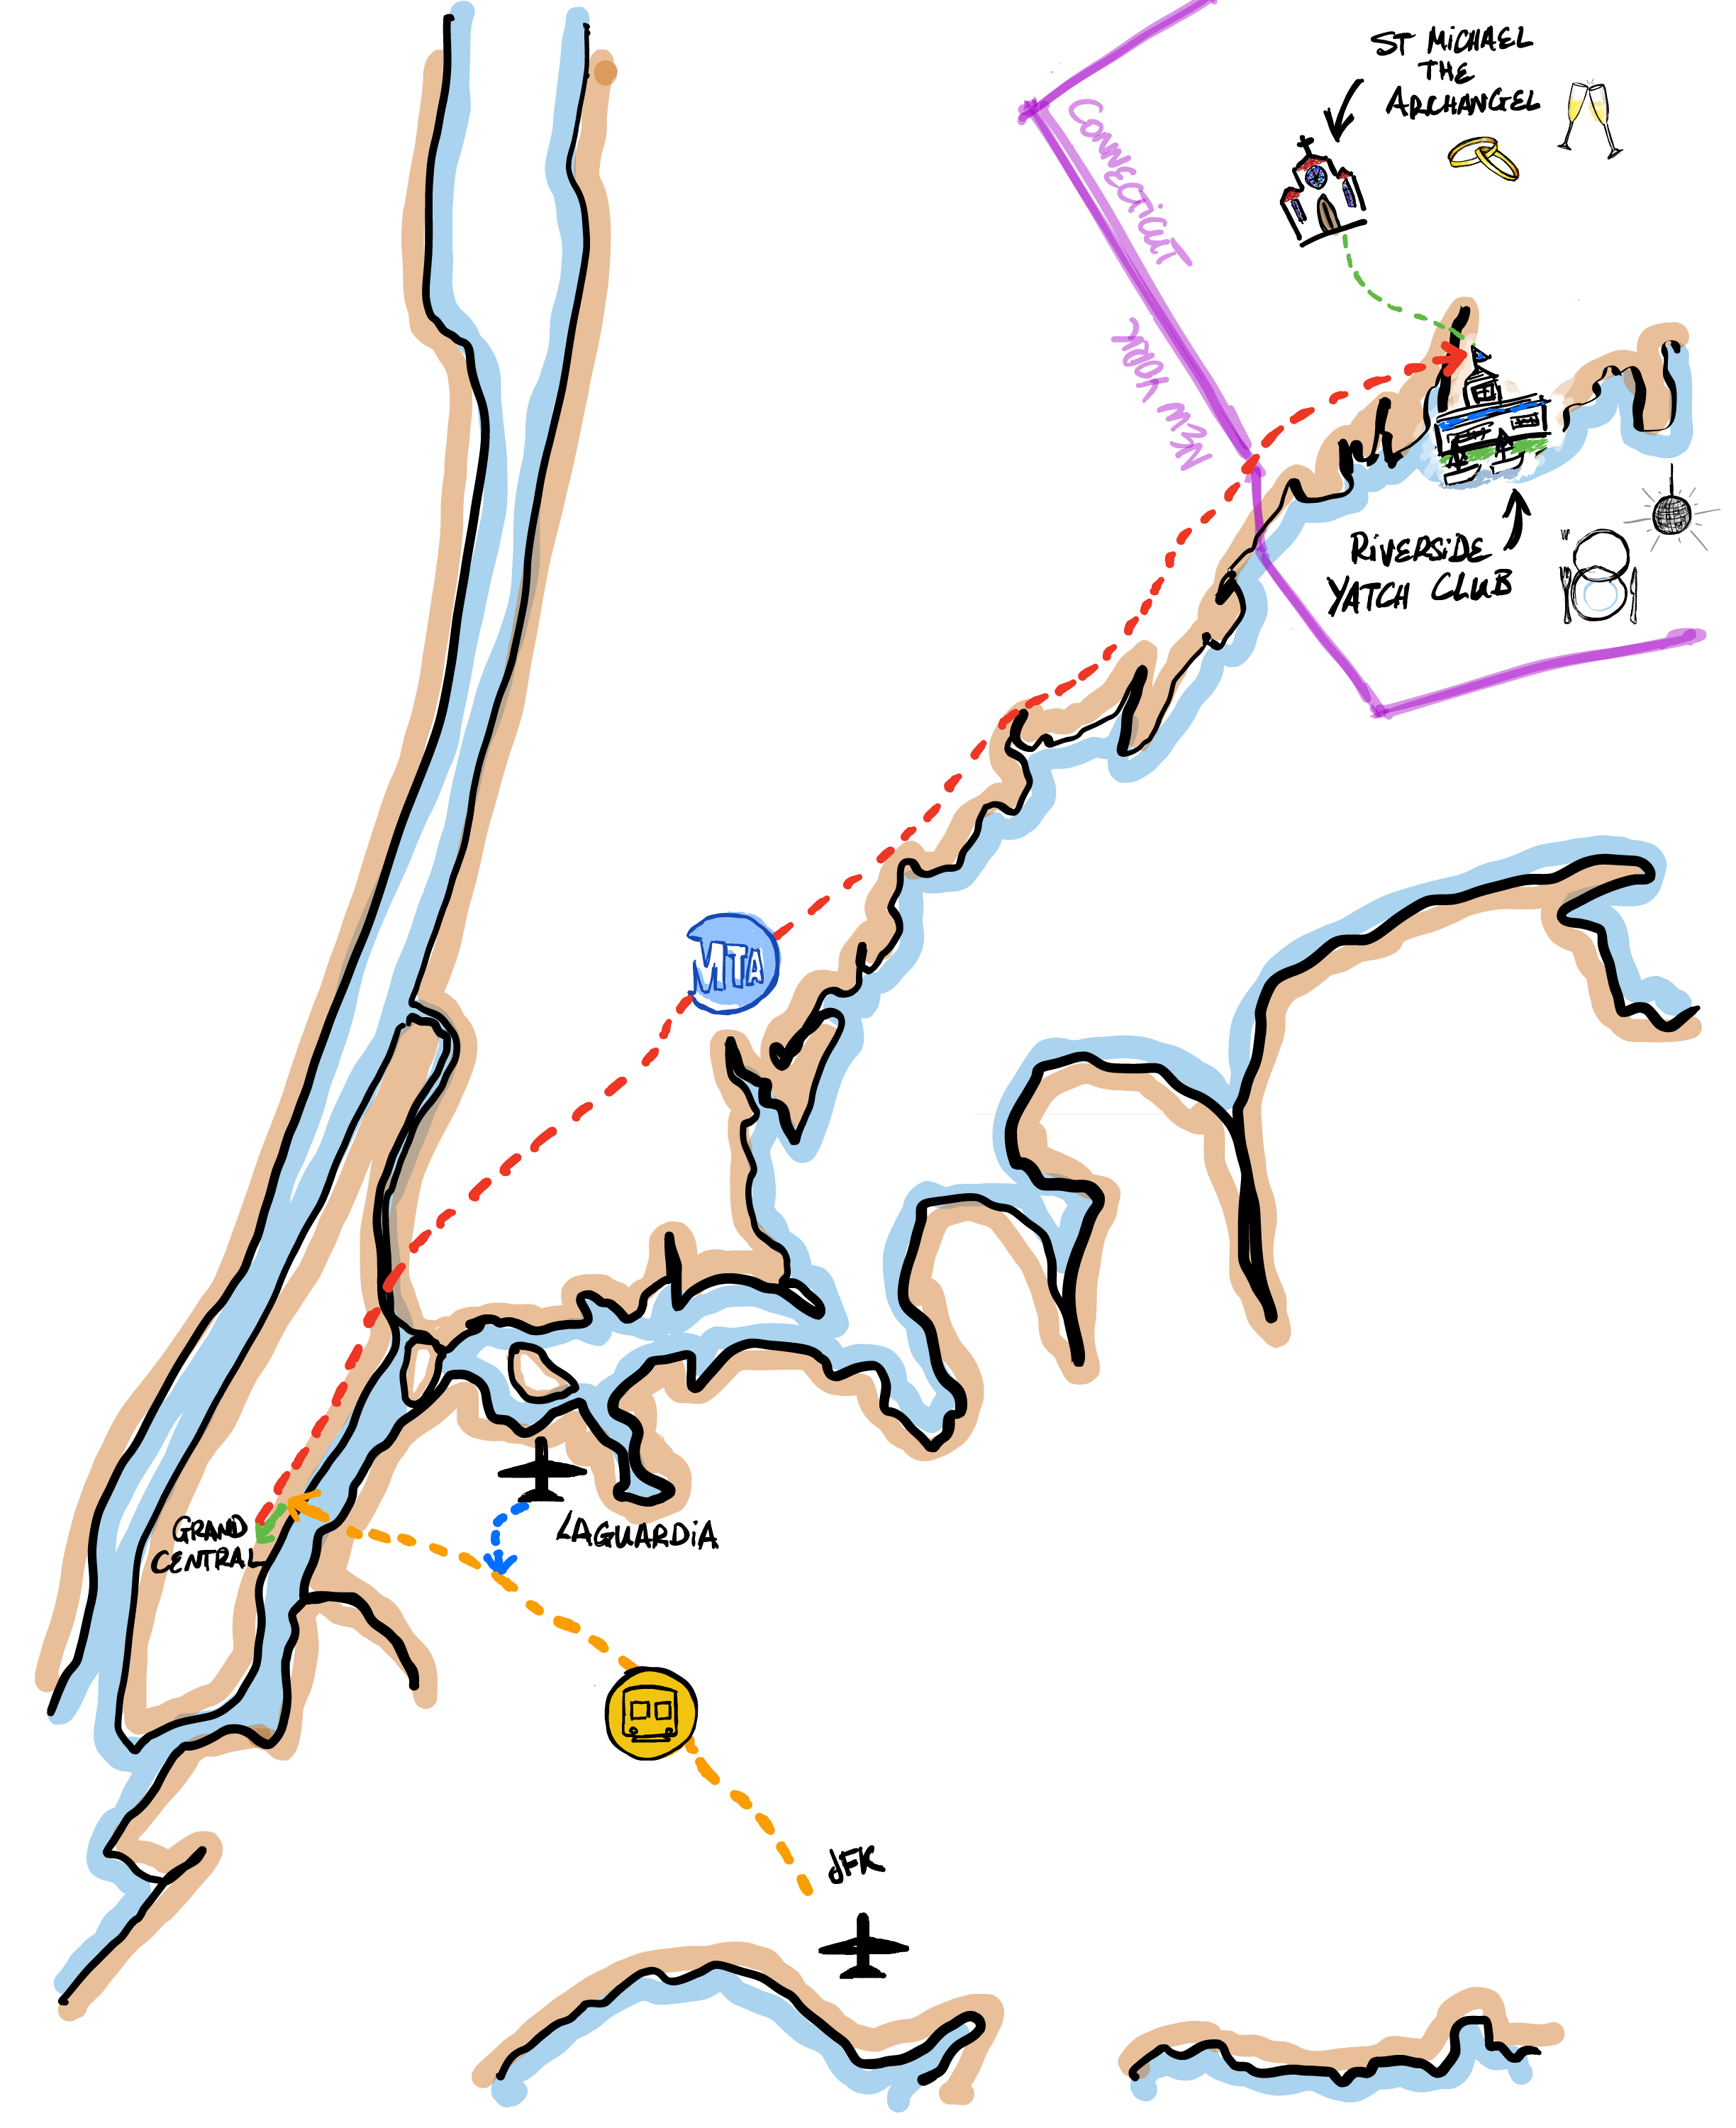 ST MiCHAEL
THE
ARCHANGEL
CONNECTICUT
NEW YORK
RiVERSiDE
YATCH CLUB
MTA
GRAND
CENTRAL
LAGUARDiA
JFK